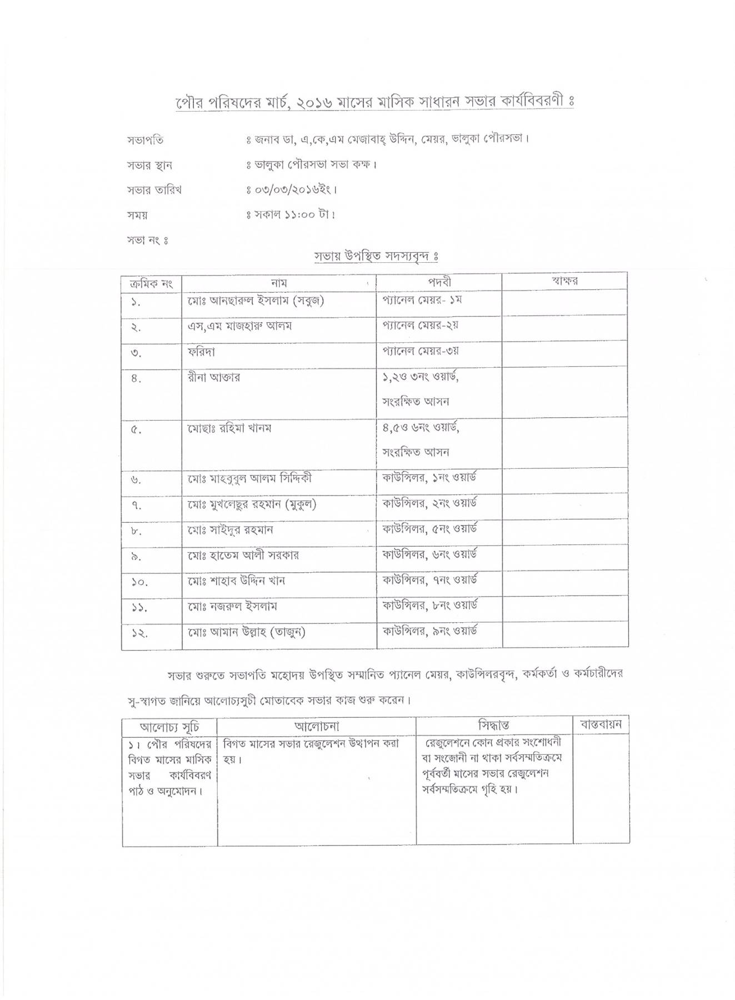 পৌর পরিষদের মার্চ, ২০১৬ মাসের মাসিক সাধারন সভার কার্যবিবরণী ঃ
সভাপতি ঃ জনাব ডা, এ,কে,এম মেজাবাহ্ উদ্দিন, মেয়র, ভালুকা পৌরসভা।
সভার স্থান ঃ ভালুকা পৌরসভা সভা কক্ষ।
সভার তারিখ ঃ ০৩/০৩/২০১৬ইং।
সময় ঃ সকাল ১১:০০ টা।
সভা নং ঃ
সভায় উপস্থিত সদস্যবৃন্দ ঃ
ক্রমিক নং নাম পদবী স্বাক্ষর
১. মোঃ আনছারুল ইসলাম (সবুজ) প্যানেল মেয়র- ১ম
২. এস,এম মাজহারু আলম প্যানেল মেয়র-২য়
৩. ফরিদা প্যানেল মেয়র-৩য়
৪. রীনা আক্তার ১,২ও ৩নং ওয়ার্ড,
সংরক্ষিত আসন
৫. মোছাঃ রহিমা খানম ৪,৫ও ৬নং ওয়ার্ড,
সংরক্ষিত আসন
৬. মোঃ মাহবুবুল আলম সিদ্দিকী কাউন্সিলর, ১নং ওয়ার্ড
৭. মোঃ মুখলেছুর রহমান (মুকুল) কাউন্সিলর, ২নং ওয়ার্ড
৮. মোঃ সাইদুর রহমান কাউন্সিলর, ৫নং ওয়ার্ড
৯. মোঃ হাতেম আলী সরকার কাউন্সিলর, ৬নং ওয়ার্ড
১০. মোঃ শাহাব উদ্দিন খান কাউন্সিলর, ৭নং ওয়ার্ড
১১. মোঃ নজরুল ইসলাম কাউন্সিলর, ৮নং ওয়ার্ড
১২. মোঃ আমান উল্লাহ (তাজুন) কাউন্সিলর, ৯নং ওয়ার্ড
সভার শুরুতে সভাপতি মহোদয় উপস্থিত সম্মানিত প্যানেল মেয়র, কাউন্সিলরবৃন্দ, কর্মকর্তা ও কর্মচারীদের
সু-স্বাগত জানিয়ে আলোচ্যসুচী মোতাবেক সভার কাজ শুরু করেন।
আলোচ্য সূচি আলোচনা সিদ্ধান্ত বাস্তবায়ন
১। পৌর পরিষদের
বিগত মাসের মাসিক
সভার কার্যবিবরণ
পাঠ ও অনুমোদন।
বিগত মাসের সভার রেজুলেশন উত্থাপন করা
হয়।
রেজুলেশনে কোন প্রকার সংশোধনী
বা সংজোনী না থাকা সর্বসম্মতিক্রমে
পূর্ববর্তী মাসের সভার রেজুলেশন
সর্বসম্মতিক্রমে গৃহি হয়।